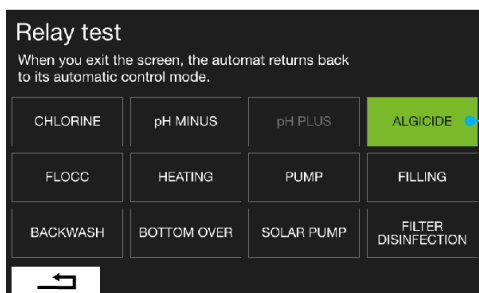 Relay test
When you exit the screen, the automat returns back
to its automatic control mode.
CHLORINE pH MINUS pH PLUS ALGICIDE
FLOCC HEATING PUMP FILLING
BACKWASH BOTTOM OVER SOLAR PUMP FILTER
DISINFECTION